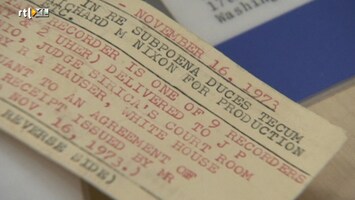 rtl XL
Washing
- NOVEMBER 16, 1973
IN RE SUBPOENA DUCES TECUM
RICHARD M NIXON FOR PRODUCTION
UHER) DELIVERED TO J P
RECORDER IS ONE OF 9 RECORDERS
R A JUDGE SIRICA'S COURT ROOM
HAUSER, WHITE HOUSE
TO AN AGREEMENT
RECEIPT ISSUED BY MR
NOV. 16, 1973.)
REVERSE SIDE)